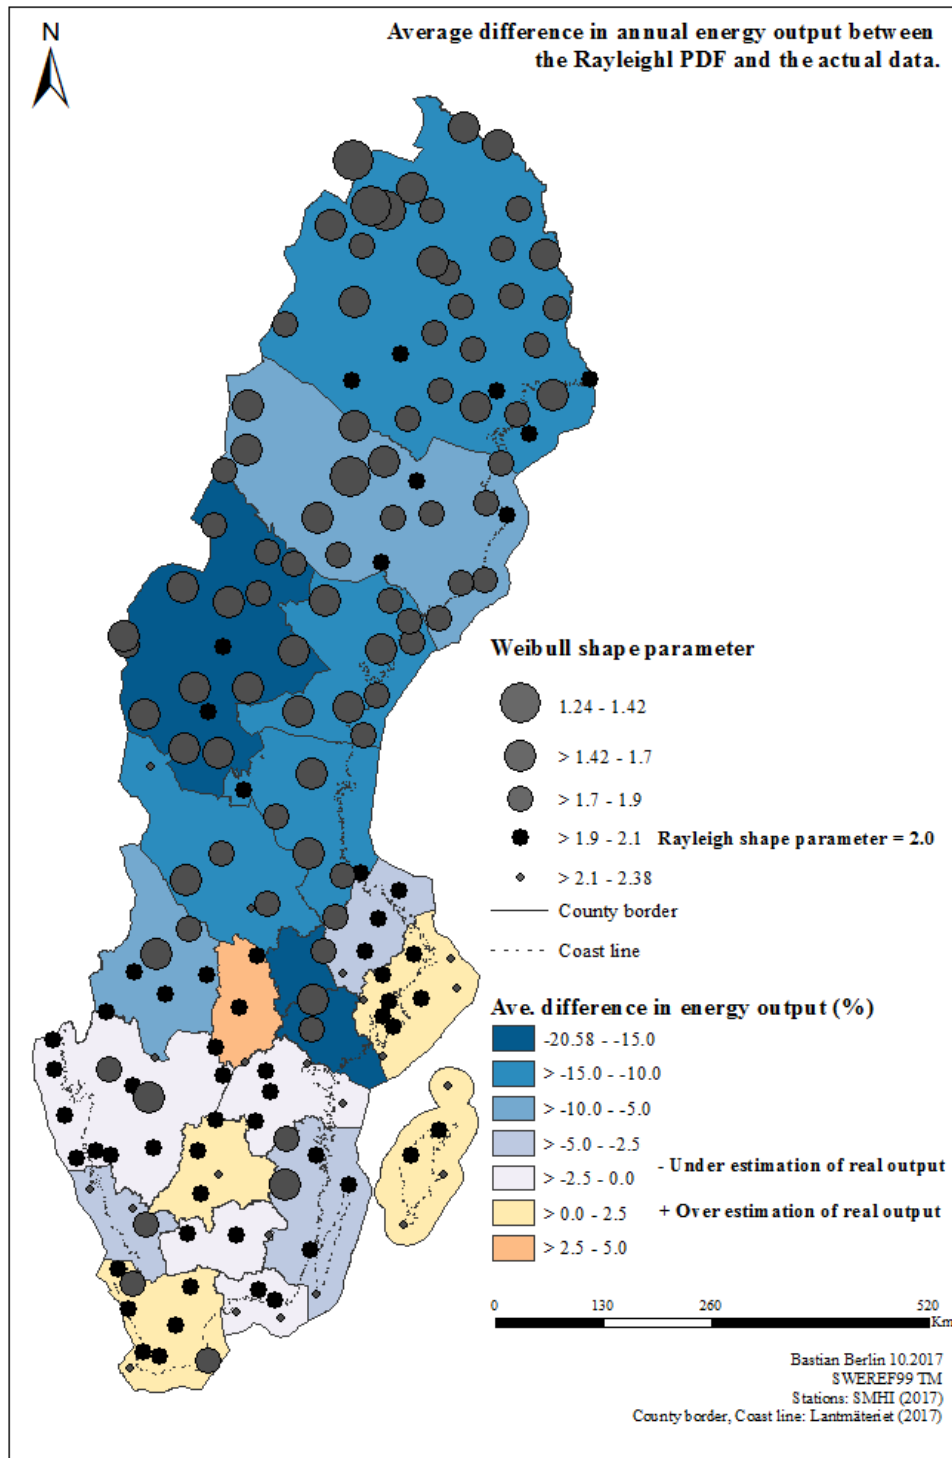 N
Average difference in annual energy output between
the Rayleighl PDF and the actual data.
Weibull shape parameter
1.24 - 1.42
> 1.42 - 1.7
> 1.7 - 1.9
> 1.9 - 2.1 Rayleigh shape parameter = 2.0
> 2.1 - 2.38
County border
Coast line
Ave. difference in energy output (%)
-20.58 - -15.0
> -15.0 - -10.0
> -10.0 - -5.0
> -5.0 - -2.5
> -2.5 - 0.0
- Under estimation of real output
> 0.0 - 2.5
+ Over estimation of real output
> 2.5 - 5.0
0 130 260 520
Km
Bastian Berlin 10.2017
SWEREF99 TM
Stations: SMHI (2017)
County border, Coast line: Lantmäteriet (2017)